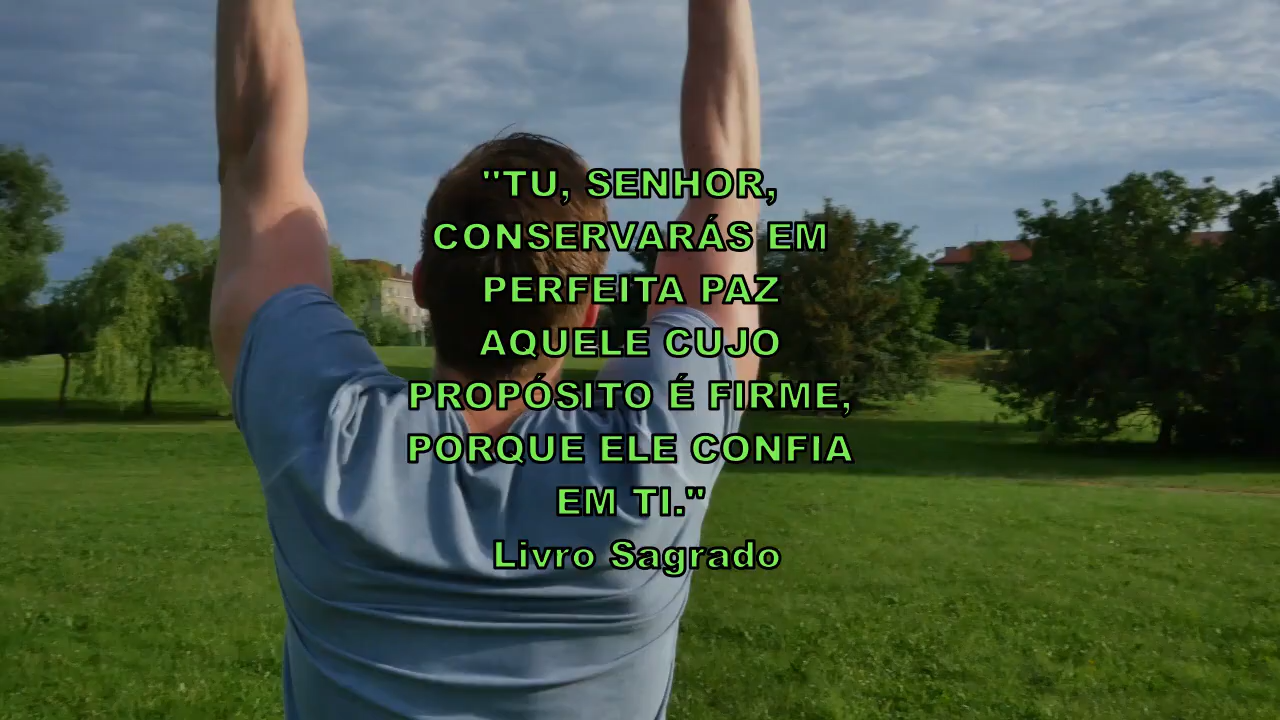 "TU, SENHOR,
CONSERVARÁS EM
PERFEITA PAZ
AQUELE CUJO
PROPÓSITO É FIRME,
PORQUE ELE CONFIA
EM TI."
Livro Sagrado